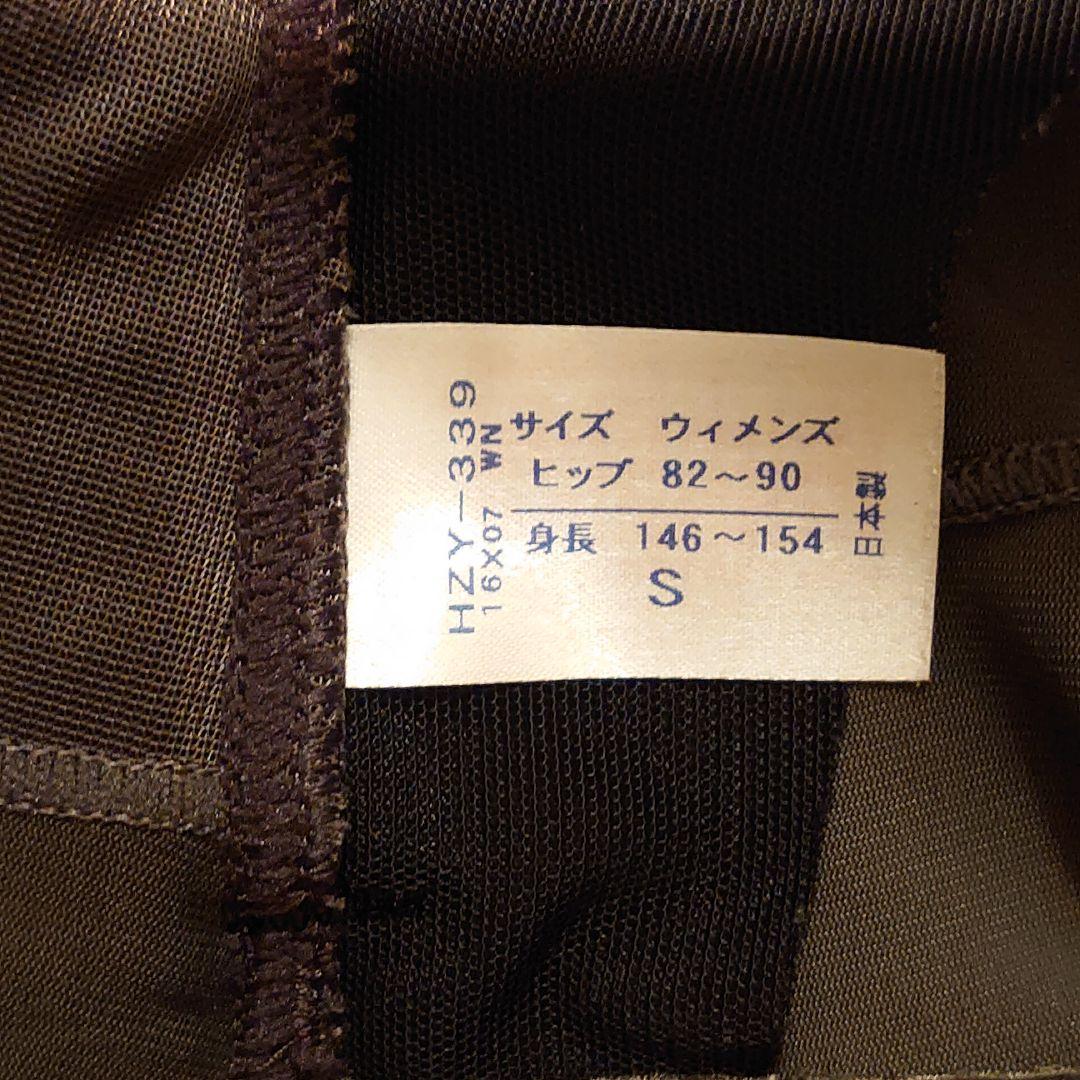 HZY-339
16X07 WN
サイズ ウィメンズ
ヒップ 82～90
身長 146～154
S
日本製